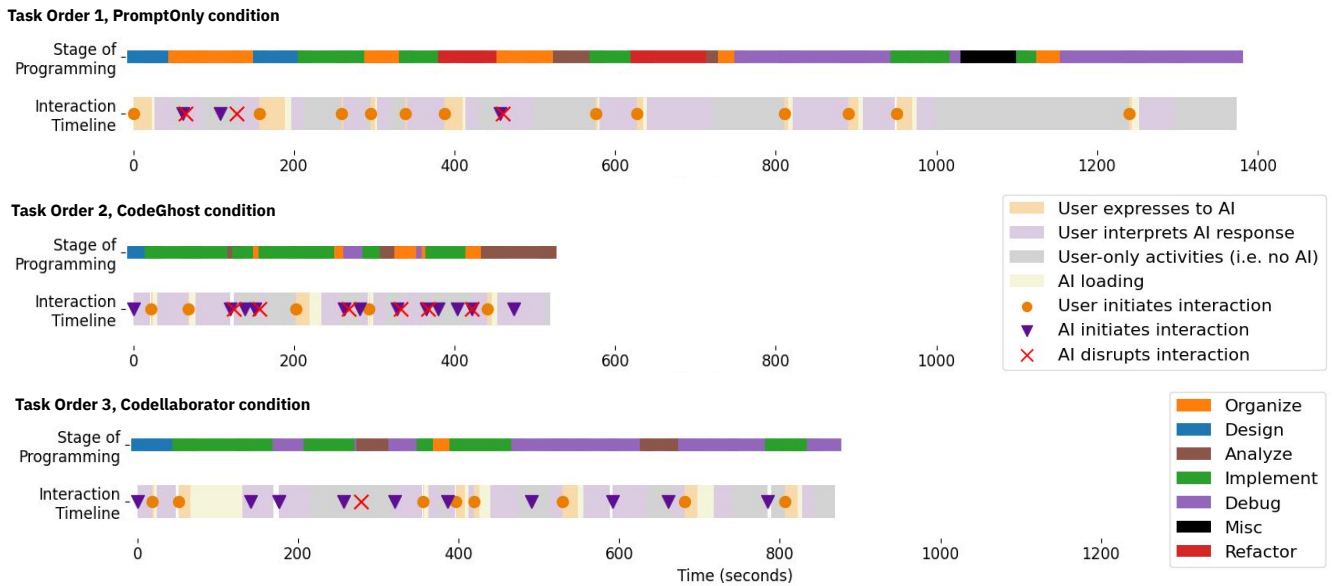 Task Order 1, PromptOnly condition
Stage of
Programming
Interaction
Timeline
0 200 400 600 800 1000 1200 1400
Task Order 2, CodeGhost condition
Stage of
Programming
Interaction
Timeline
0 200 400 600 800 1000
User expresses to AI
User interprets AI response
User-only activities (i.e. no AI)
AI loading
User initiates interaction
AI initiates interaction
AI disrupts interaction
Task Order 3, Codellaborator condition
Stage of
Programming
Interaction
Timeline
0 200 400 600 800 1000 1200
Time (seconds)
Organize
Design
Analyze
Implement
Debug
Misc
Refactor